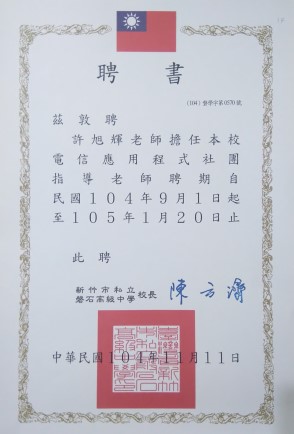 聘書
(104) 磐學字第0570號
茲敦聘
許旭輝老師擔任本校
電信應用程式社團
指導老師聘期自
民國104年9月1日起
至105年1月20日止
此聘
新竹市私立
磐石高級中學
校長
陳方濟
中華民國104年11月11日